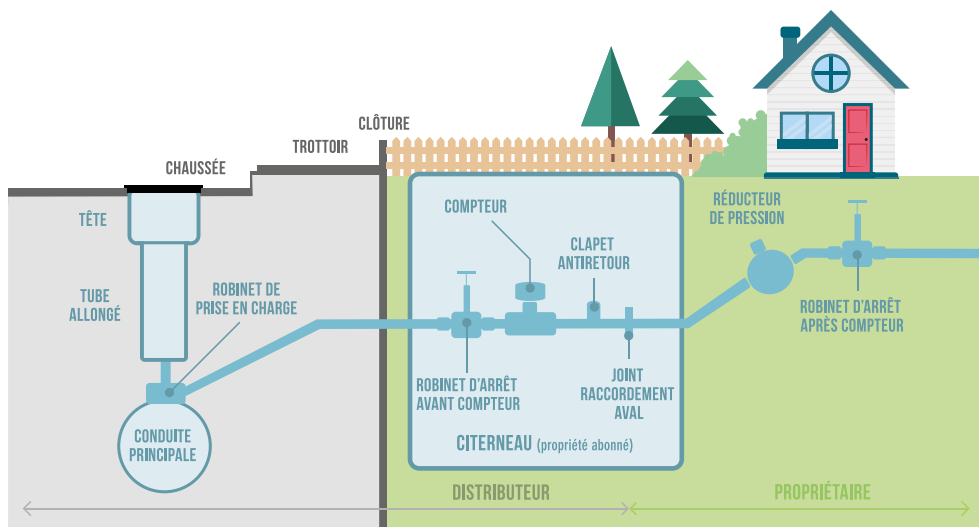 CLÔTURE
TROTTOIR
CHAUSSÉE
TÊTE
TUBE
ALLONGÉ
ROBINET DE
PRISE EN CHARGE
CONDUITE
PRINCIPALE
COMPTEUR
CLAPET
ANTIRETOUR
ROBINET D'ARRÊT
AVANT COMPTEUR
JOINT
RACCORDEMENT
AVAL
CITERNEAU (propriété abonné)
RÉDUCTEUR
DE PRESSION
ROBINET D'ARRÊT
APRÈS COMPTEUR
DISTRIBUTEUR
PROPRIÉTAIRE